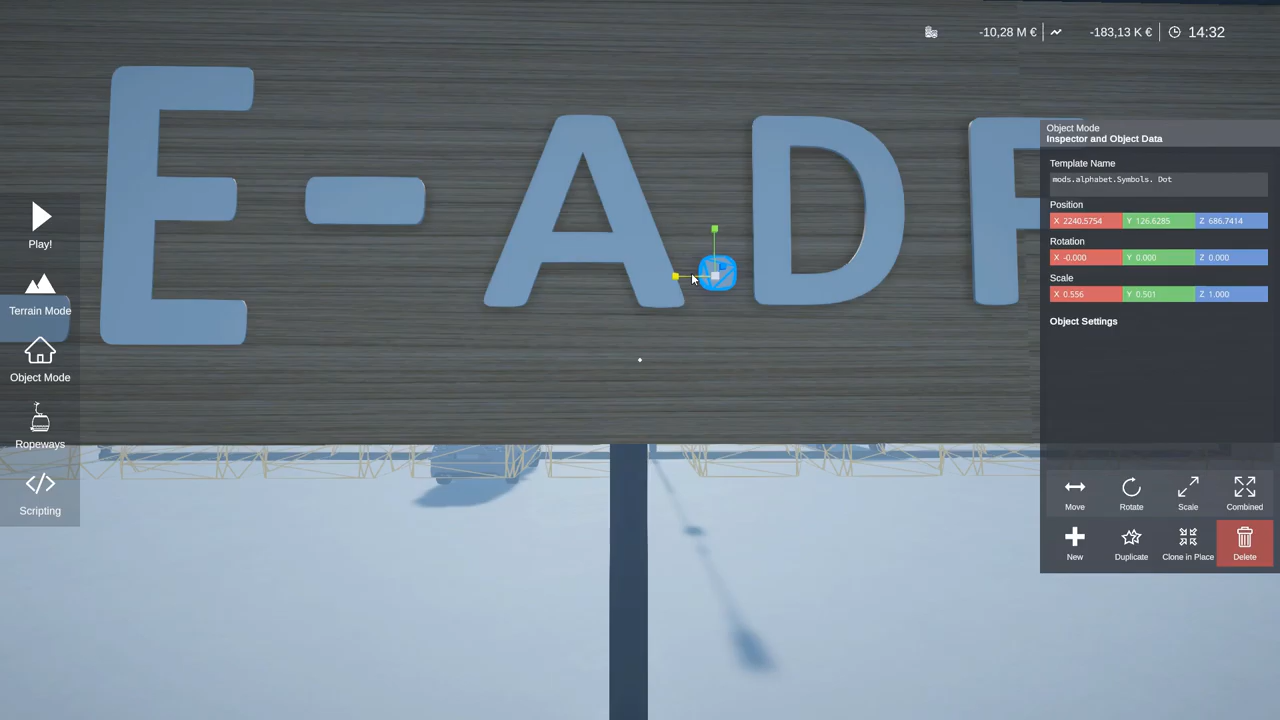 -10,28 M €
-183,13 K €
14:32
E-AD
Play!
Terrain Mode
Object Mode
Ropeways
Scripting
Object Mode
Inspector and Object Data
Template Name
mods.alphabet.Symbols. Dot
Position
X 2240.5754 Y 126.6285 Z 686.7414
Rotation
X -0.000 Y 0.000 Z 0.000
Scale
X 0.556 Y 0.501 Z 1.000
Object Settings
Move Rotate Scale Combined
New Duplicate Clone in Place Delete